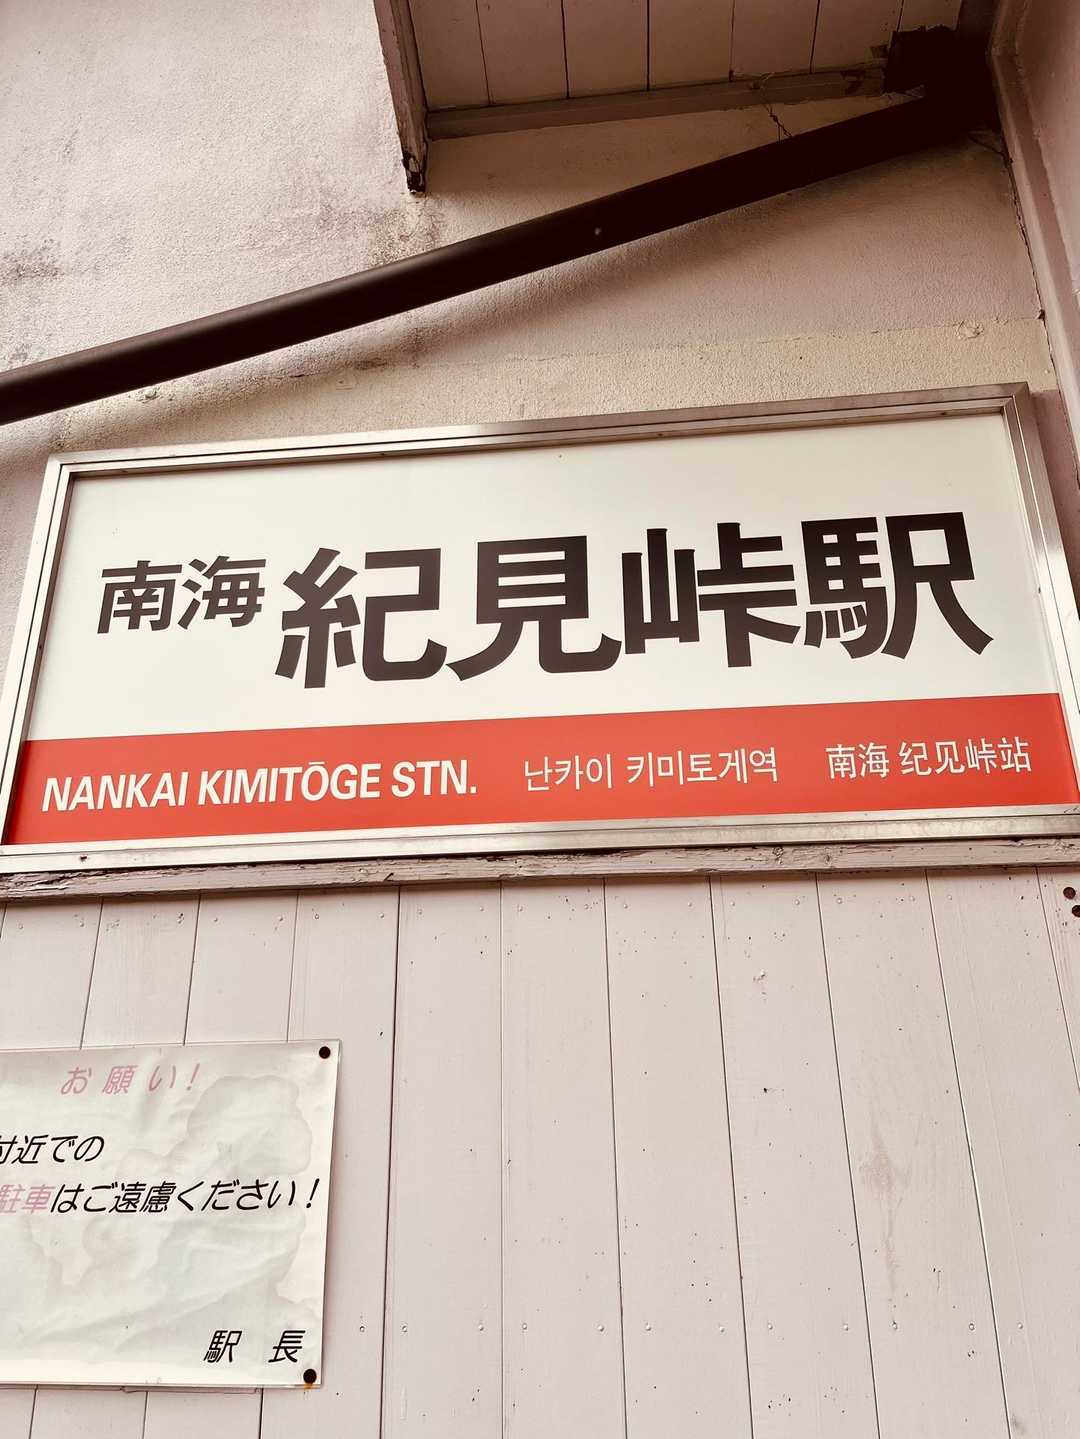 南海 紀見峠駅
NANKAI KIMITŌGE STN. 난카이 키미토게역 南海 纪见峠站
お願い!
付近での
駐車はご遠慮ください!
駅 長